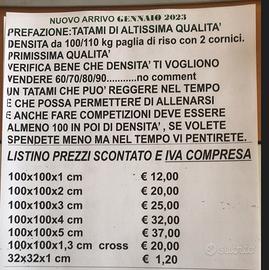 NUOVO ARRIVO GENNAIO 2023
PREFAZIONE:TATAMI DI ALTISSIMA QUALITA'
DENSITA da 100/110 kg paglia di riso con 2 cornici.
PRIMISSIMA QUALITA'
VERIFICA BENE CHE DENSITA' TI VOGLIONO
VENDERE 60/70/80/90..........no comment
UN TATAMI CHE PUO' REGGERE NEL TEMPO
E CHE POSSA PERMETTERE DI ALLENARSI
E ANCHE FARE COMPETIZIONI DEVE ESSERE
ALMENO 100 IN POI DI DENSITA' , SE VOLETE
SPENDETE MENO MA NEL TEMPO VI PENTIRETE.
LISTINO PREZZI SCONTATO E IVA COMPRESA
100x100x1 cm € 12,00
100x100x2 cm € 20,00
100x100x3 cm € 25,00
100x100x4 cm € 32,00
100x100x5 cm € 37,00
100x100x1,3 cm cross € 20,00
32x32x1 cm € 1,20
subito